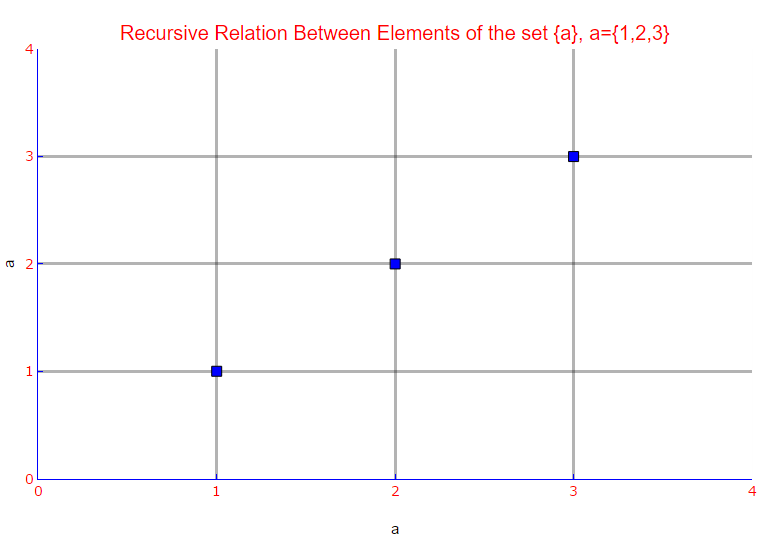 Recursive Relation Between Elements of the set {a}, a={1,2,3}
4
3
a
2
1
0
0 1 2 3 4
a